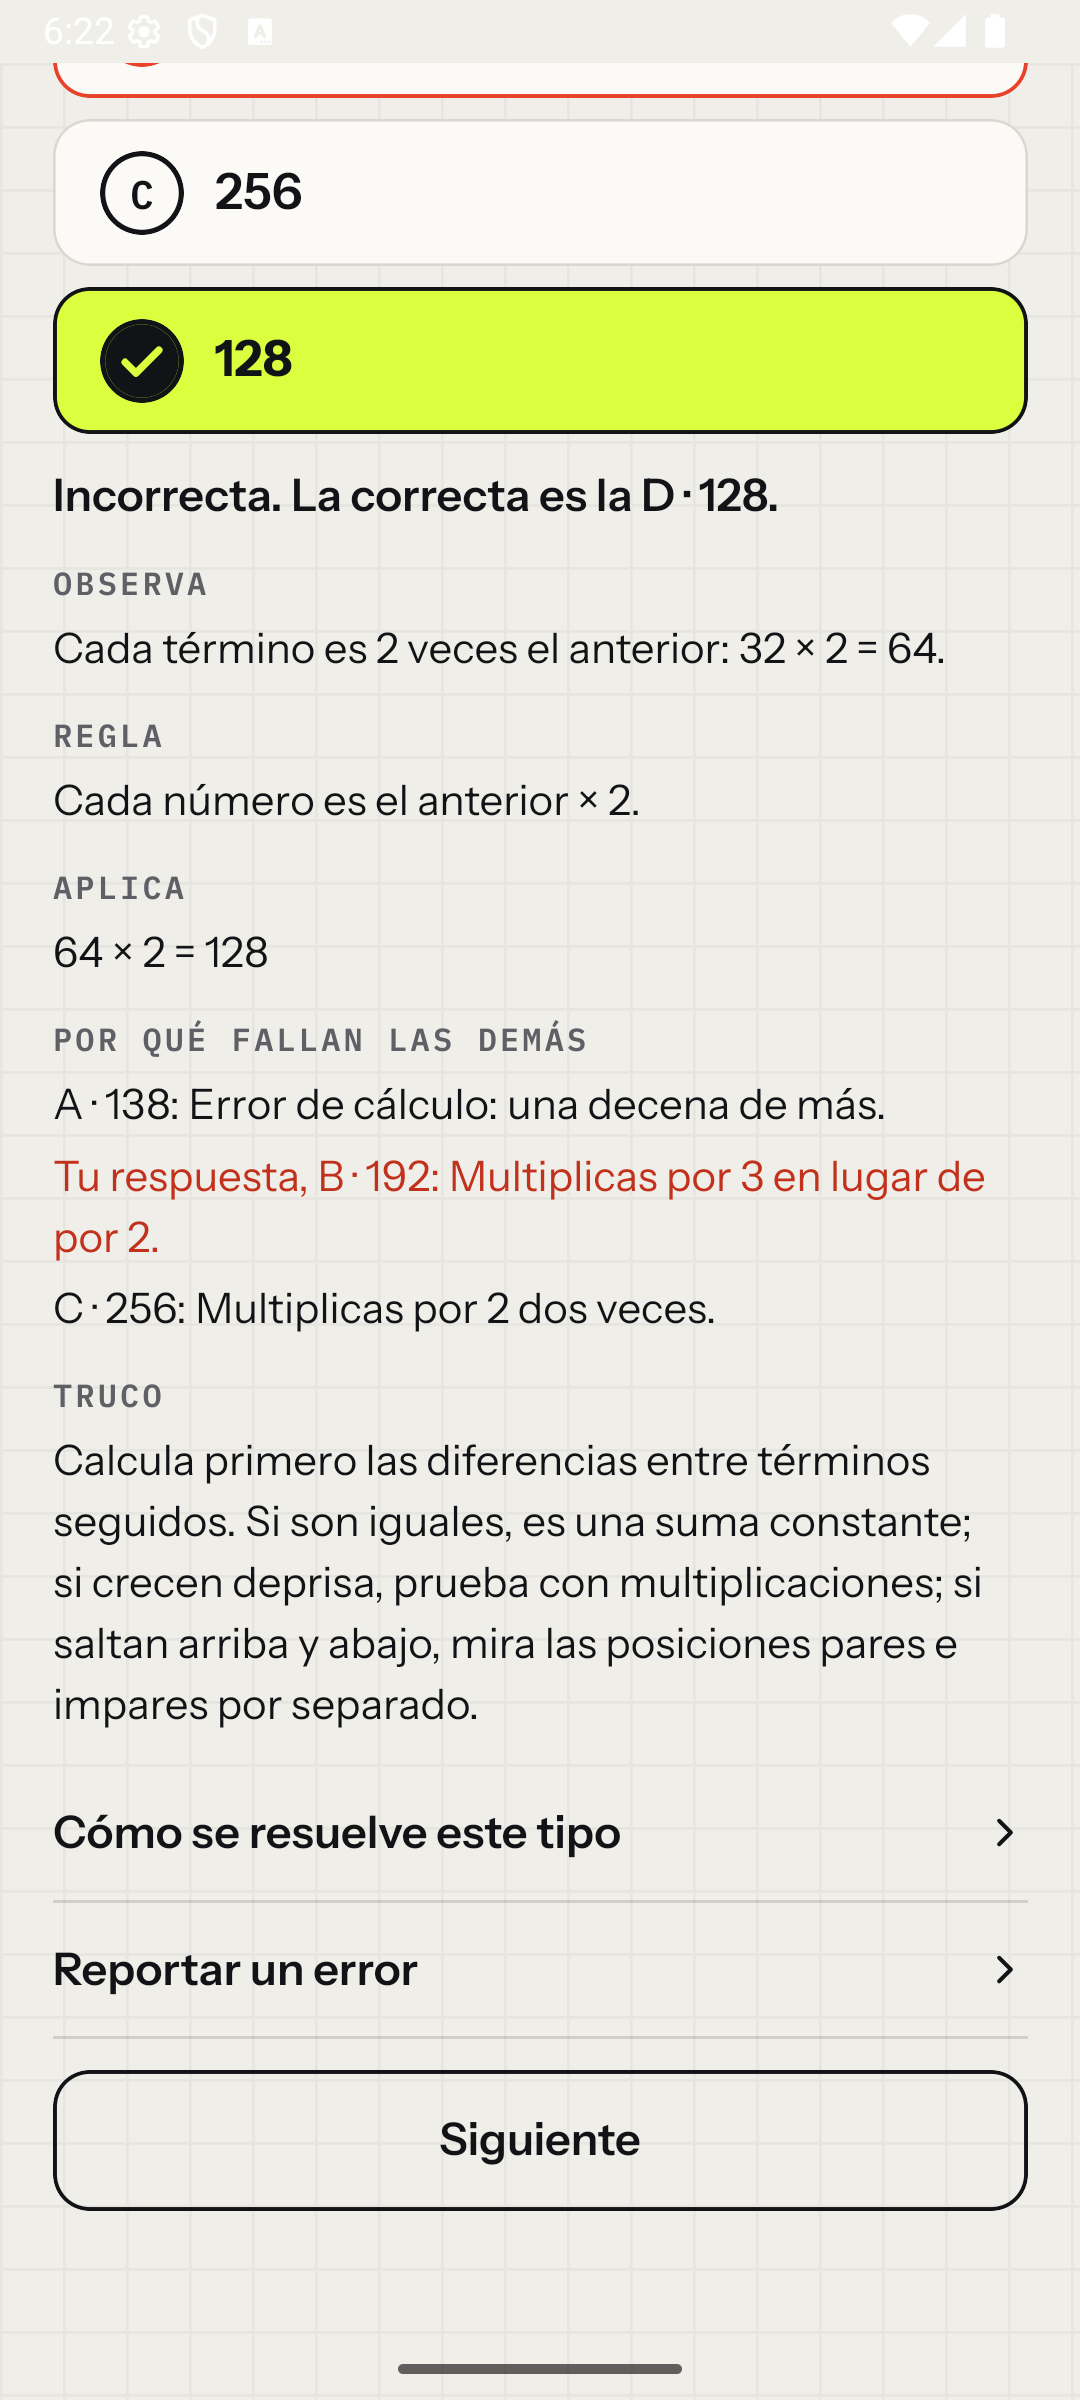 6:22
C 256
128
Incorrecta. La correcta es la D · 128.
OBSERVA
Cada término es 2 veces el anterior: 32 × 2 = 64.
REGLA
Cada número es el anterior × 2.
APLICA
64 × 2 = 128
POR QUÉ FALLAN LAS DEMÁS
A · 138: Error de cálculo: una decena de más.
Tu respuesta, B · 192: Multiplicas por 3 en lugar de
por 2.
C · 256: Multiplicas por 2 dos veces.
TRUCO
Calcula primero las diferencias entre términos
seguidos. Si son iguales, es una suma constante;
si crecen deprisa, prueba con multiplicaciones; si
saltan arriba y abajo, mira las posiciones pares e
impares por separado.
Cómo se resuelve este tipo
Reportar un error
Siguiente